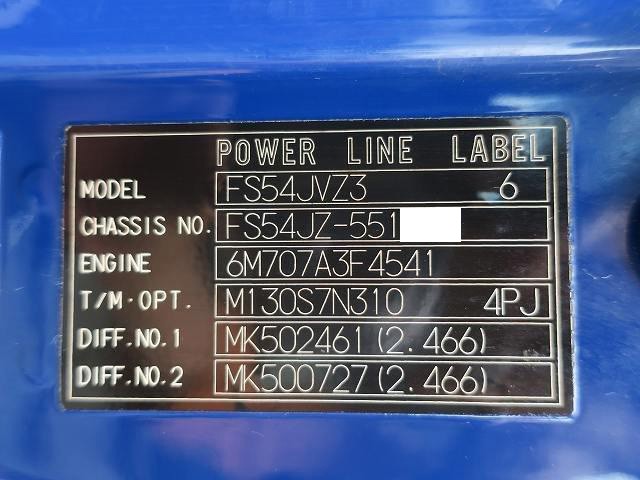 POWER LINE LABEL
MODEL FS54JVZ3 6
CHASSIS NO. FS54JZ-551
ENGINE 6M707A3F4541
T/M·OPT. M130S7N310 4PJ
DIFF.NO.1 MK502461(2.466)
DIFF.NO.2 MK500727(2.466)